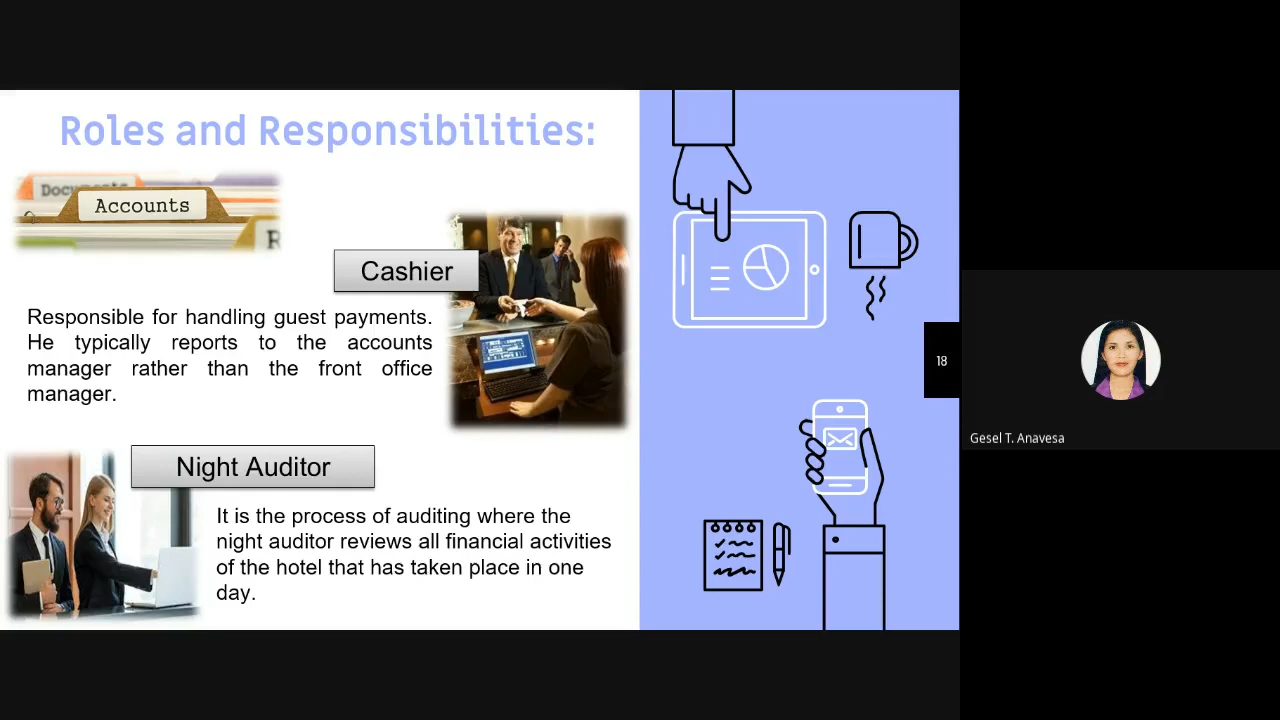 Roles and Responsibilities:
Documents
Accounts
R
Cashier
Responsible for handling guest payments.
He typically reports to the accounts
manager rather than the front office
manager.
Night Auditor
It is the process of auditing where the
night auditor reviews all financial activities
of the hotel that has taken place in one
day.
18
Gesel T. Anavesa